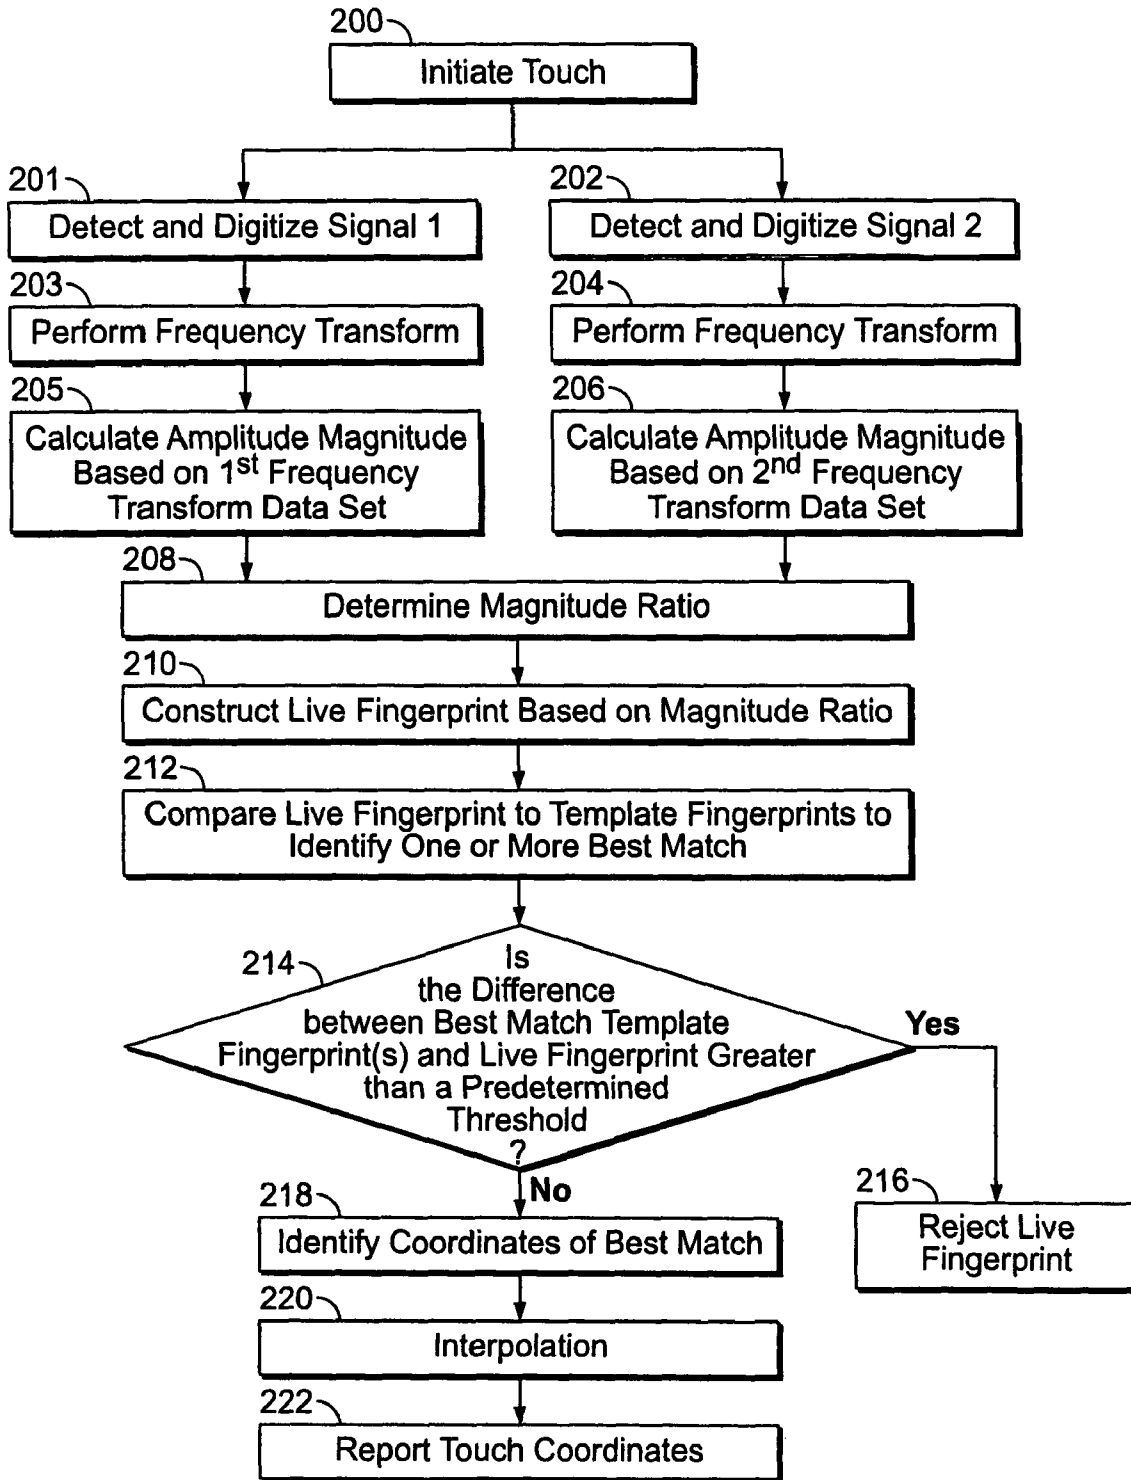 200
Initiate Touch
201
Detect and Digitize Signal 1
202
Detect and Digitize Signal 2
203
Perform Frequency Transform
204
Perform Frequency Transform
205
Calculate Amplitude Magnitude
Based on 1st Frequency
Transform Data Set
206
Calculate Amplitude Magnitude
Based on 2nd Frequency
Transform Data Set
208
Determine Magnitude Ratio
210
Construct Live Fingerprint Based on Magnitude Ratio
212
Compare Live Fingerprint to Template Fingerprints to
Identify One or More Best Match
214
Is
the Difference
between Best Match Template
Fingerprint(s) and Live Fingerprint Greater
than a Predetermined
Threshold
?
Yes
No
216
Reject Live
Fingerprint
218
Identify Coordinates of Best Match
220
Interpolation
222
Report Touch Coordinates